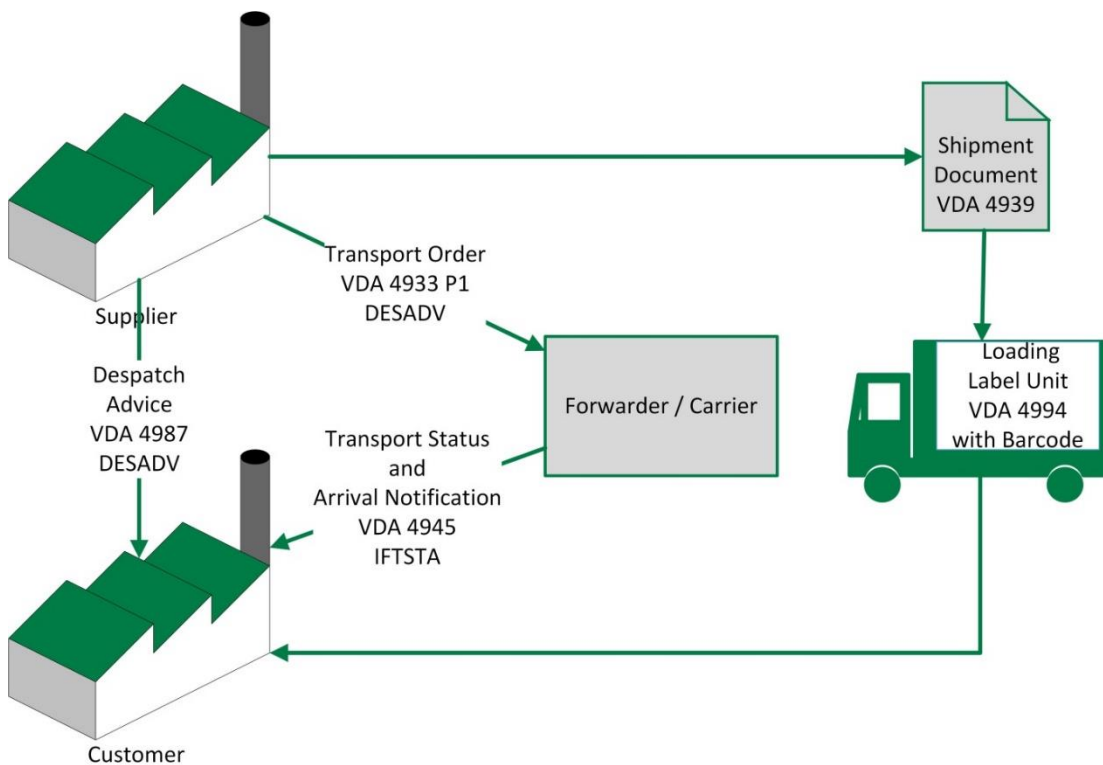 Shipment
Document
VDA 4939
Transport Order
VDA 4933 P1
DESADV
Supplier
Despatch
Advice
VDA 4987
DESADV
Forwarder / Carrier
Loading
Label Unit
VDA 4994
with Barcode
Transport Status
and
Arrival Notification
VDA 4945
IFTSTA
Customer